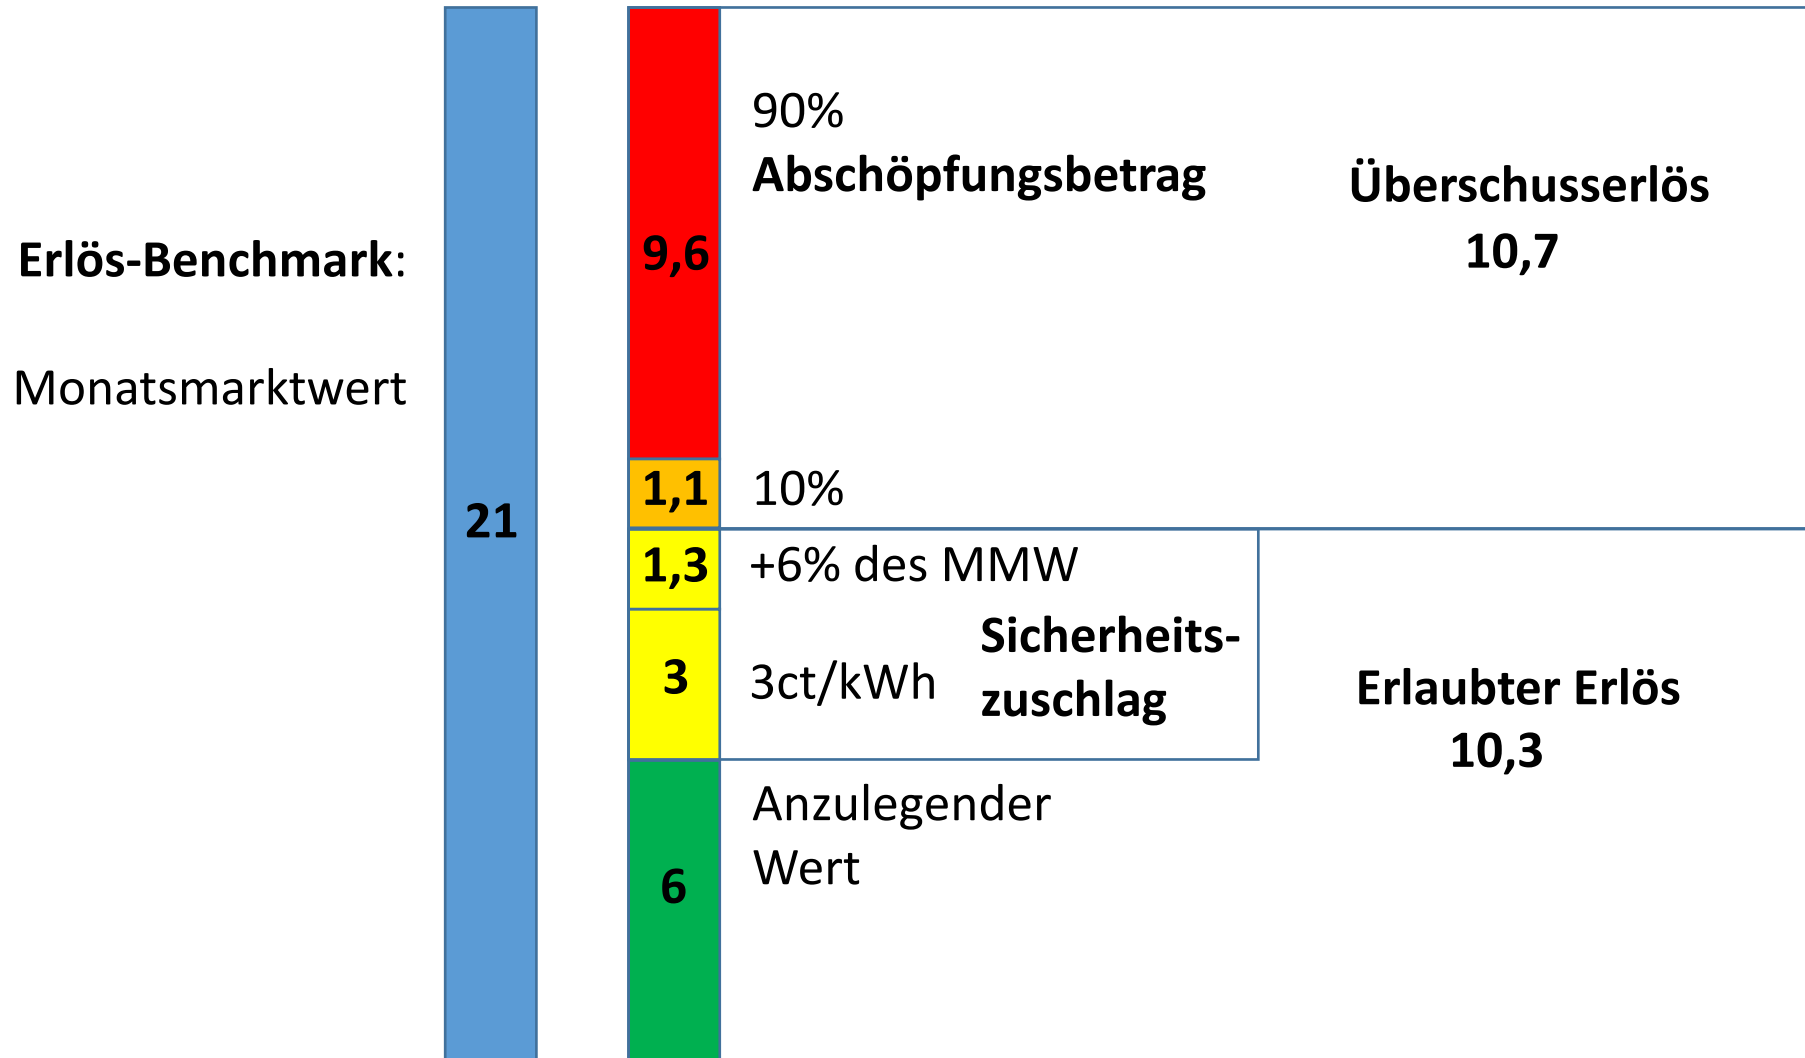 Erlös-Benchmark:
Monatsmarktwert
21
9,6
90%
Abschöpfungsbetrag
Überschusserlös
10,7
1,1
10%
1,3
+6% des MMW
3
3ct/kWh
Sicherheits-
zuschlag
Erlaubter Erlös
10,3
6
Anzulegender
Wert